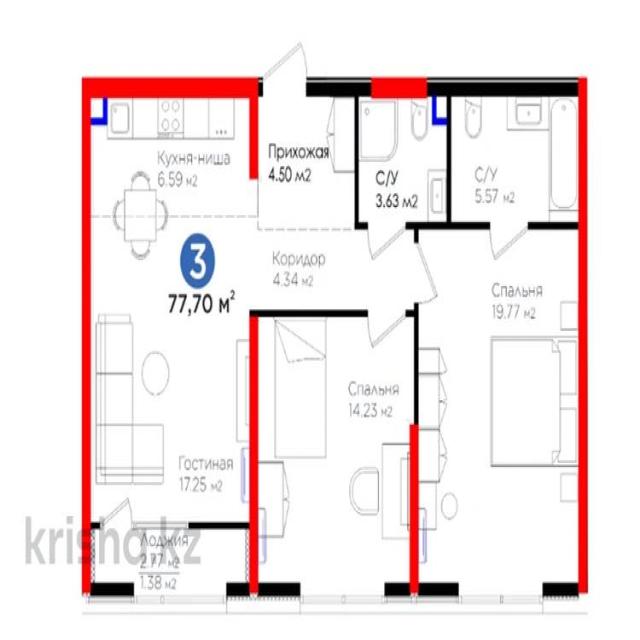 Кухня-ниша
6.59 м2
Прихожая
4.50 м2
С/У
3.63 м2
С/У
5.57 м2
3
77,70 м²
Коридор
4.34 м2
Спальня
19.77 м2
Спальня
14.23 м2
Гостиная
17.25 м2
Лоджия
2.77 м2
1.38 м2
krisha.kz